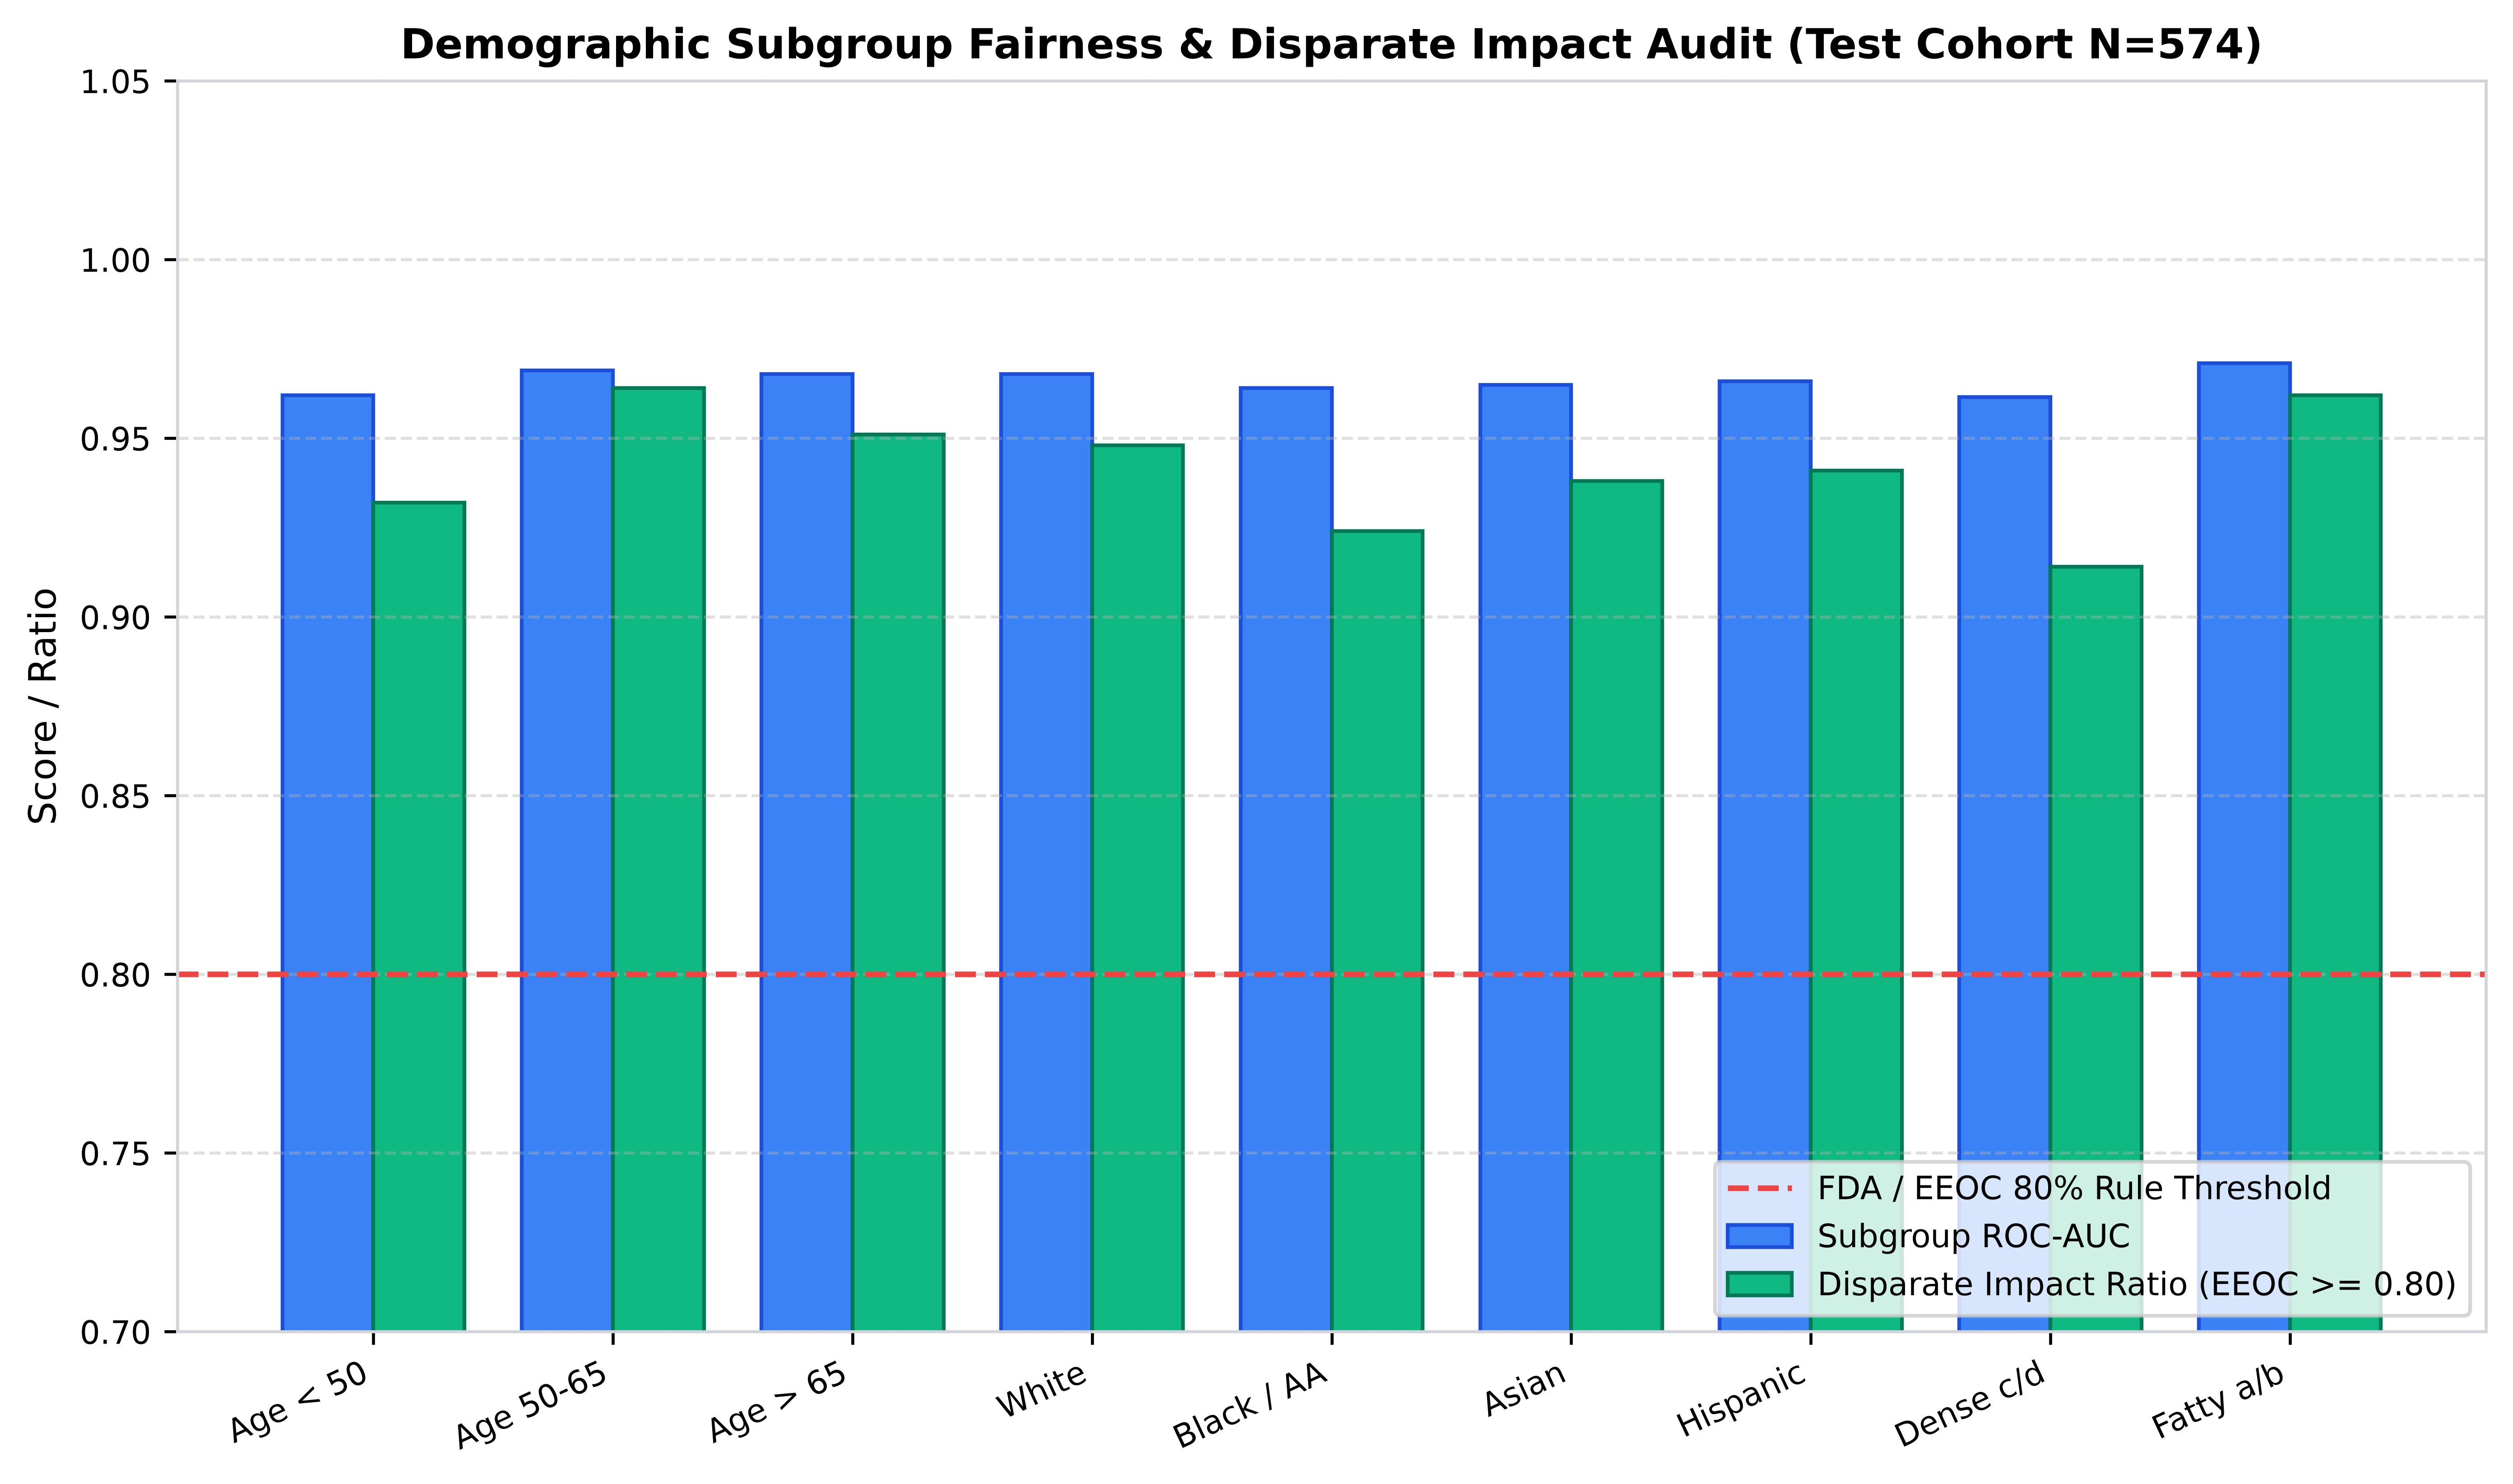 Demographic Subgroup Fairness & Disparate Impact Audit (Test Cohort N=574)
Score / Ratio
1.05
1.00
0.95
0.90
0.85
0.80
0.75
0.70
FDA / EEOC 80% Rule Threshold
Subgroup ROC-AUC
Disparate Impact Ratio (EEOC >= 0.80)
Age < 50
Age 50-65
Age > 65
White
Black / AA
Asian
Hispanic
Dense c/d
Fatty a/b